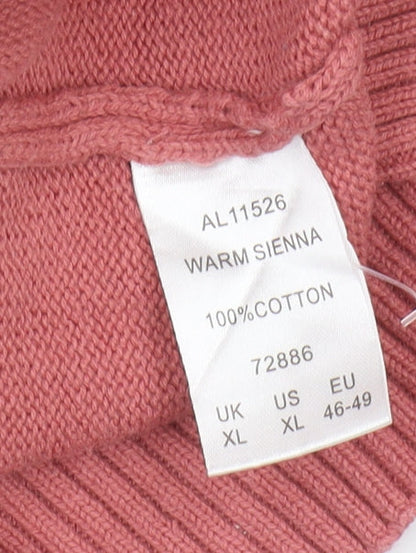 AL11526
WARM SIENNA
100%COTTON
72886
UK US EU
XL XL 46-49